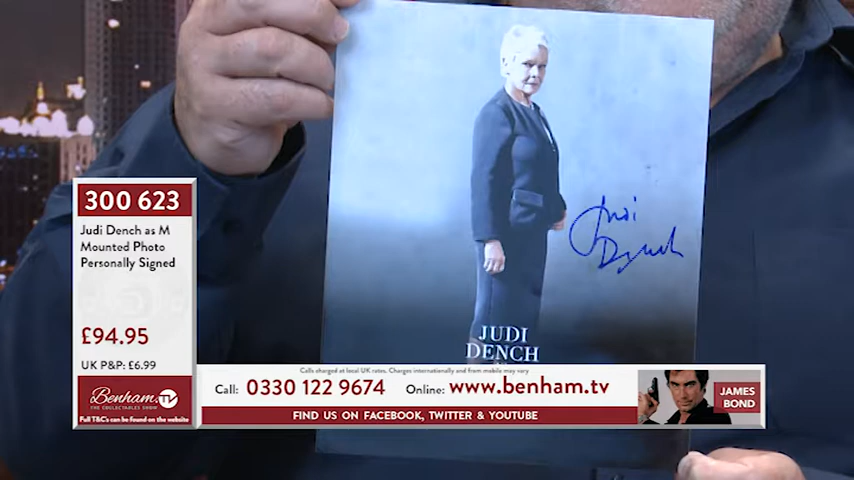 Judi
Dench
JUDI
DENCH
300 623
Judi Dench as M
Mounted Photo
Personally Signed
£94.95
UK P&P: £6.99
Benham.TV
THE COLLECTABLES SHOW
Full T&C's can be found on the website
Calls charged at local UK rates. Charges internationally and from mobile may vary
Call: 0330 122 9674 Online: www.benham.tv
FIND US ON FACEBOOK, TWITTER & YOUTUBE
JAMES
BOND